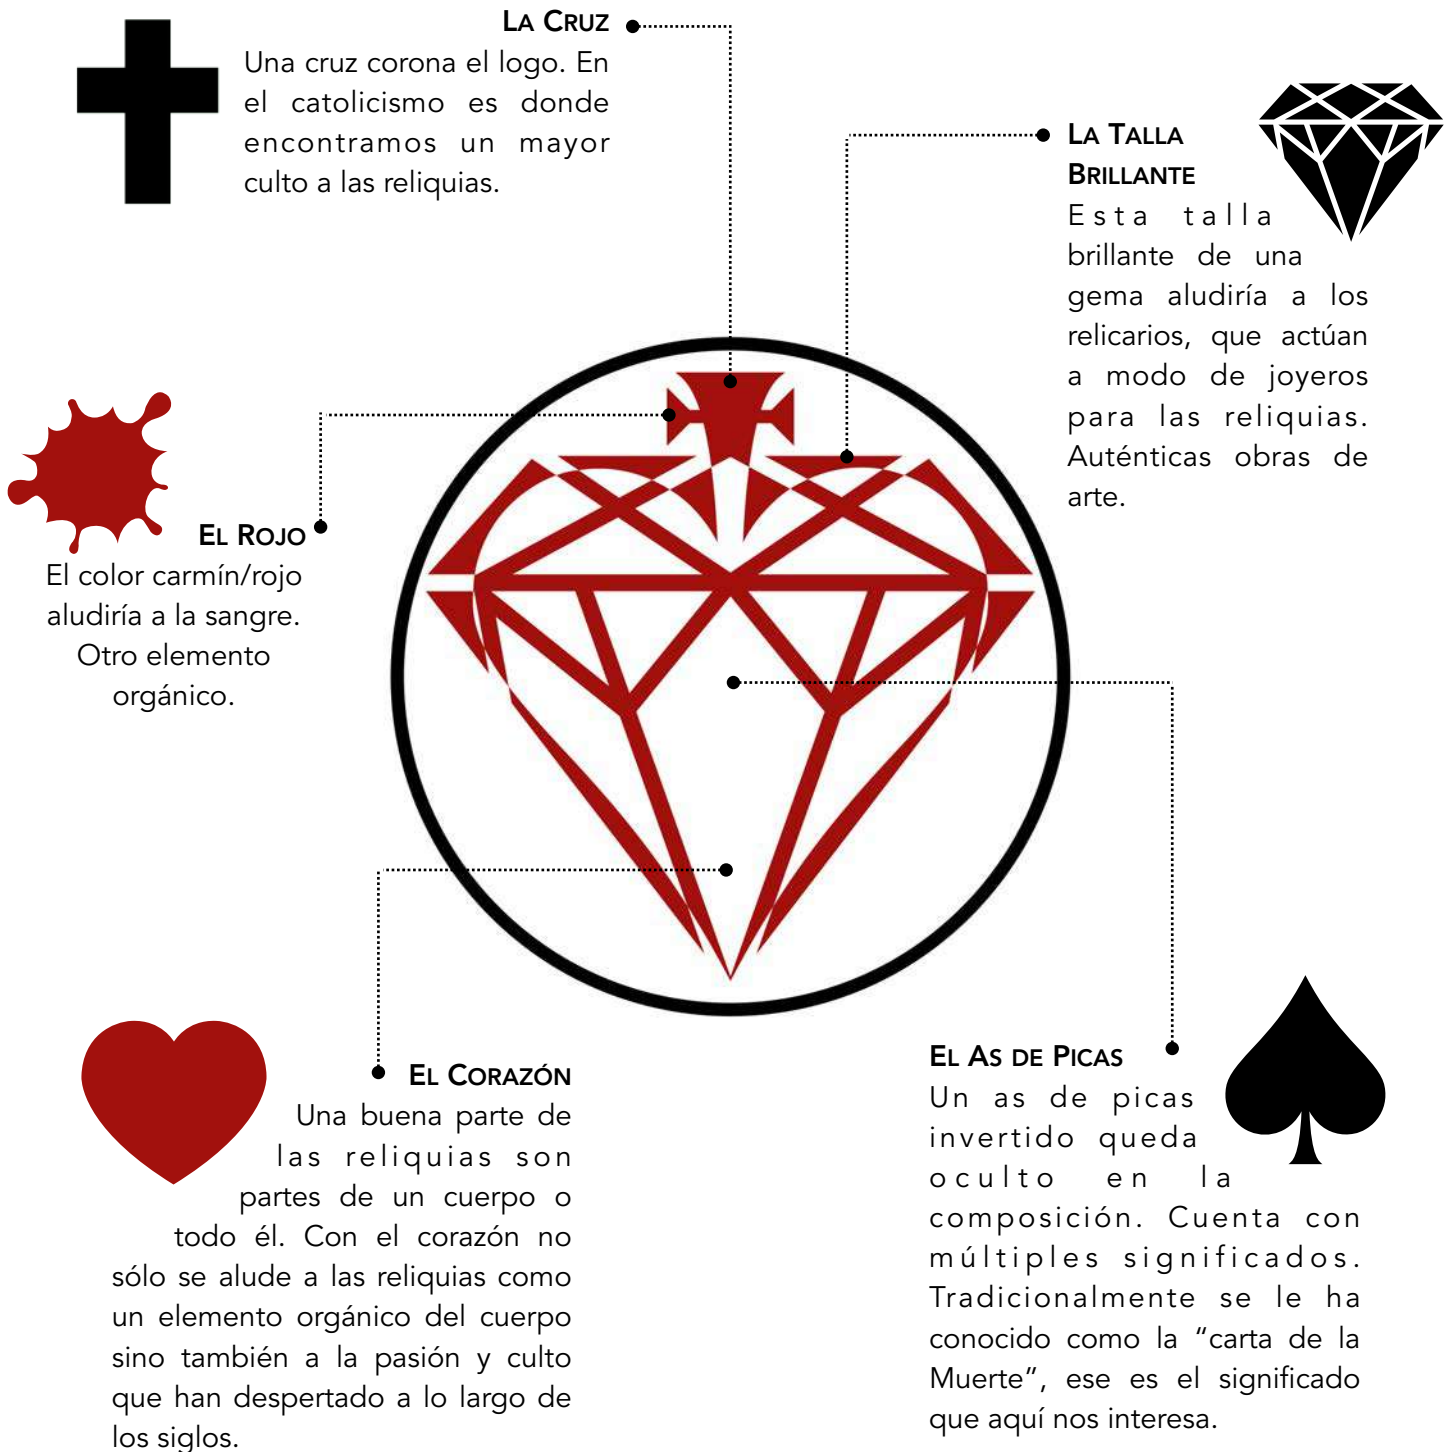 LA CRUZ
Una cruz corona el logo. En
el catolicismo es donde
encontramos un mayor
culto a las reliquias.
LA TALLA
BRILLANTE
Esta talla
brillante de una
gema aludiría a los
relicarios, que actúan
a modo de joyeros
para las reliquias.
Auténticas obras de
arte.
EL ROJO
El color carmín/rojo
aludiría a la sangre.
Otro elemento
orgánico.
EL CORAZÓN
Una buena parte de
las reliquias son
partes de un cuerpo o
todo él. Con el corazón no
sólo se alude a las reliquias como
un elemento orgánico del cuerpo
sino también a la pasión y culto
que han despertado a lo largo de
los siglos.
EL AS DE PICAS
Un as de picas
invertido queda
oculto en la
composición. Cuenta con
múltiples significados.
Tradicionalmente se le ha
conocido como la “carta de la
Muerte”, ese es el significado
que aquí nos interesa.